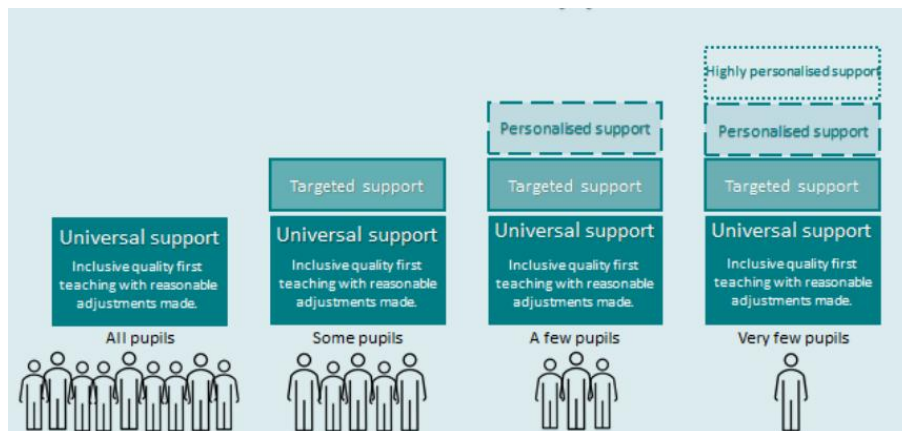 Highly personalised support
Personalised support
Personalised support
Targeted support
Targeted support
Targeted support
Universal support
Inclusive quality first
teaching with reasonable
adjustments made.
Universal support
Inclusive quality first
teaching with reasonable
adjustments made.
Universal support
Inclusive quality first
teaching with reasonable
adjustments made.
Universal support
Inclusive quality first
teaching with reasonable
adjustments made.
All pupils
Some pupils
A few pupils
Very few pupils